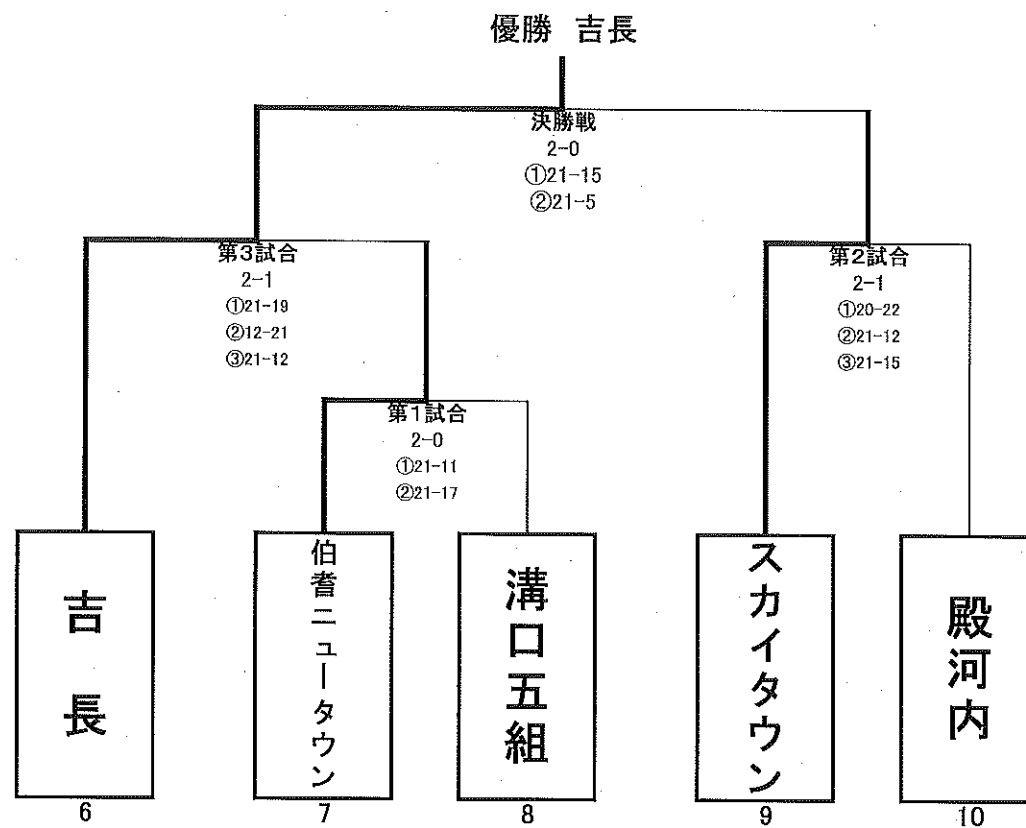 優勝 吉長
決勝戦
2-0
①21-15
②21-5
第3試合
2-1
①21-19
②12-21
③21-12
第2試合
2-1
①20-22
②21-12
③21-15
第1試合
2-0
①21-11
②21-17
吉長
伯耆ニュータウン
溝口五組
スカイタウン
殿河内
6
7
8
9
10